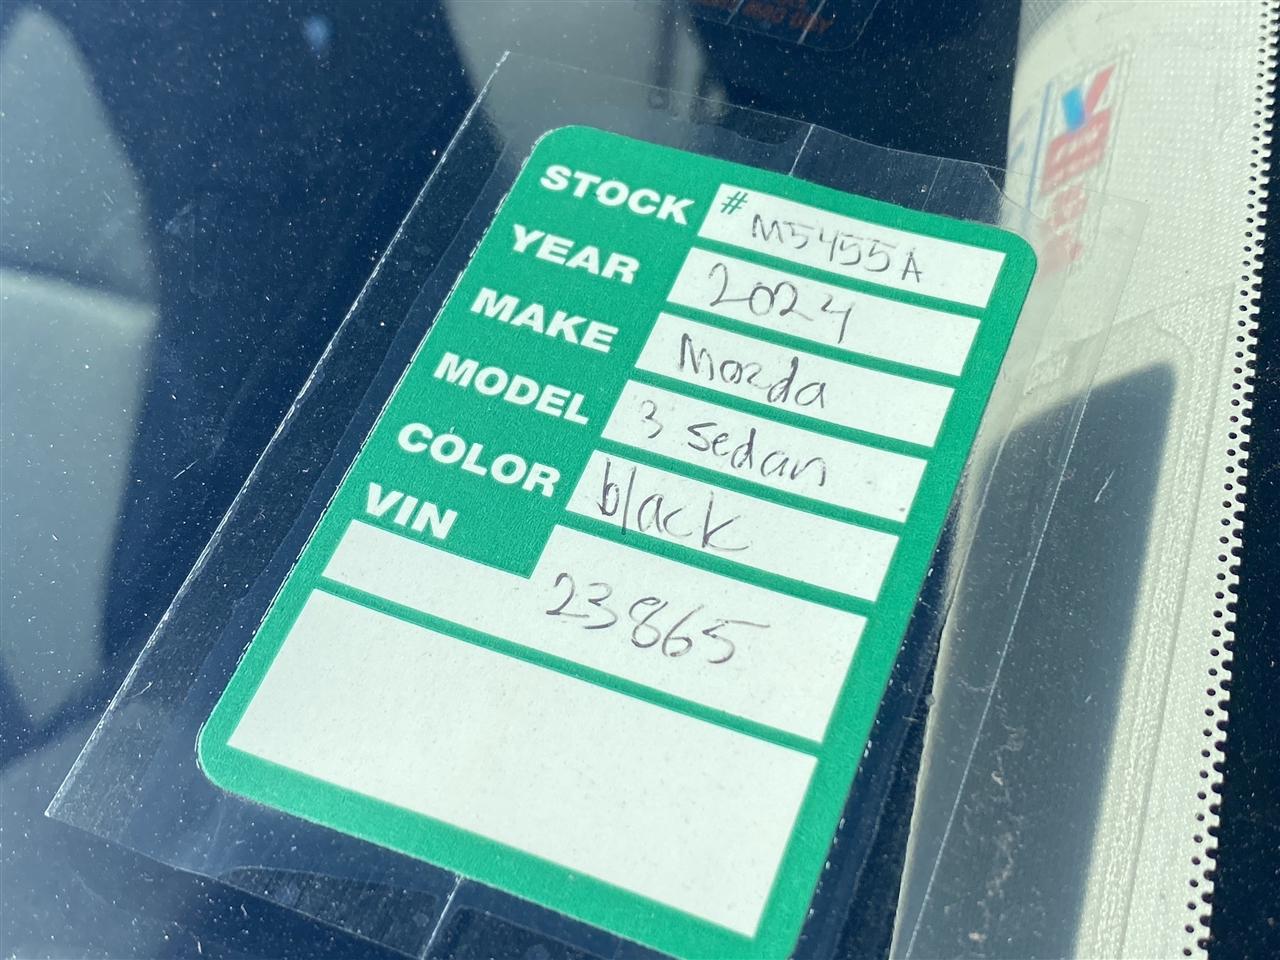 STOCK # M5455A
YEAR 2024
MAKE Mazda
MODEL 3 sedan
COLOR black
VIN
23865